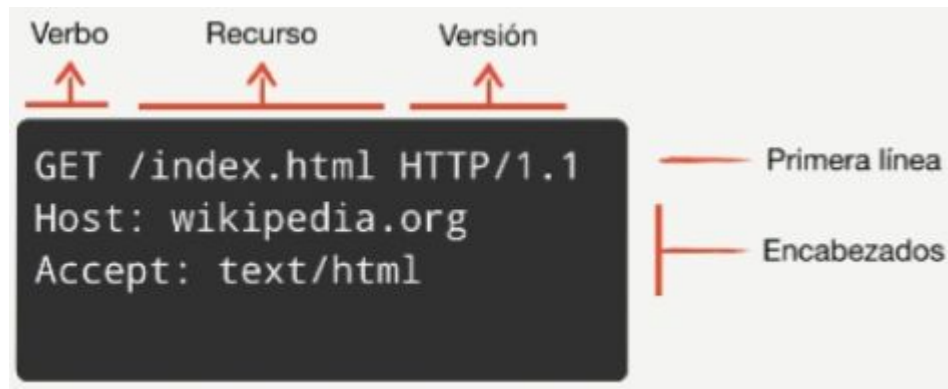 Verbo Recurso Versión
GET /index.html HTTP/1.1 Primera línea
Host: wikipedia.org
Accept: text/html
Encabezados